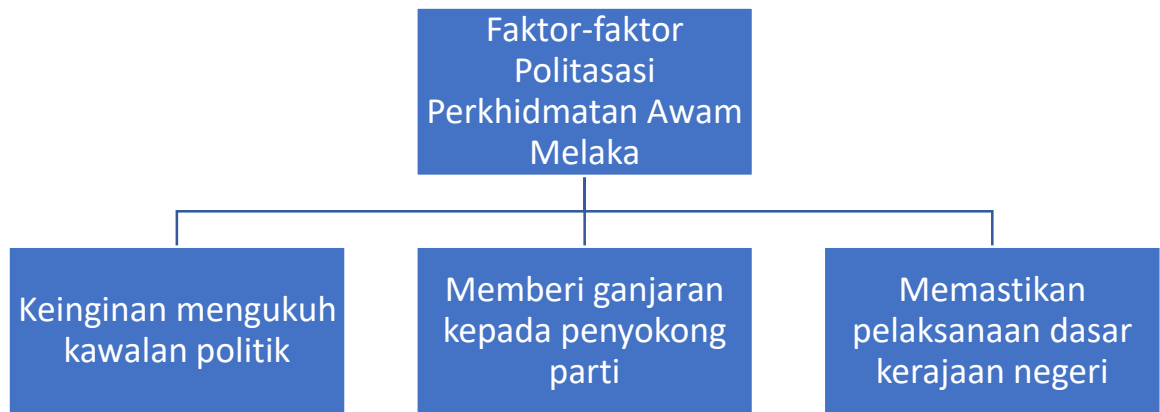 Faktor-faktor
Politasasi
Perkhidmatan Awam
Melaka
Keinginan mengukuh
kawalan politik
Memberi ganjaran
kepada penyokong
parti
Memastikan
pelaksanaan dasar
kerajaan negeri